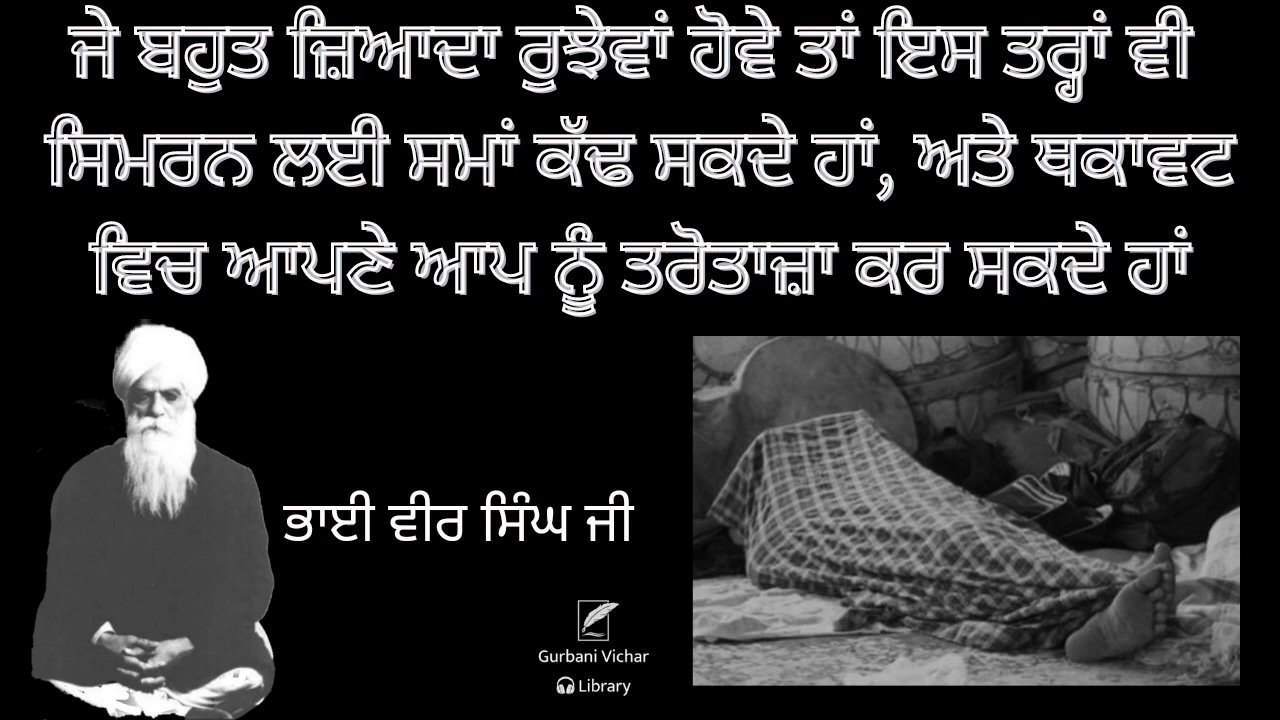 ਜੇ ਬਹੁਤ ਜ਼ਿਆਦਾ ਰੁਝੇਵਾਂ ਹੋਵੇ ਤਾਂ ਇਸ ਤਰ੍ਹਾਂ ਵੀ
ਸਿਮਰਨ ਲਈ ਸਮਾਂ ਕੱਢ ਸਕਦੇ ਹਾਂ, ਅਤੇ ਥਕਾਵਟ
ਵਿਚ ਆਪਣੇ ਆਪ ਨੂੰ ਤਰੋਤਾਜ਼ਾ ਕਰ ਸਕਦੇ ਹਾਂ
ਭਾਈ ਵੀਰ ਸਿੰਘ ਜੀ
Gurbani Vichar
Library